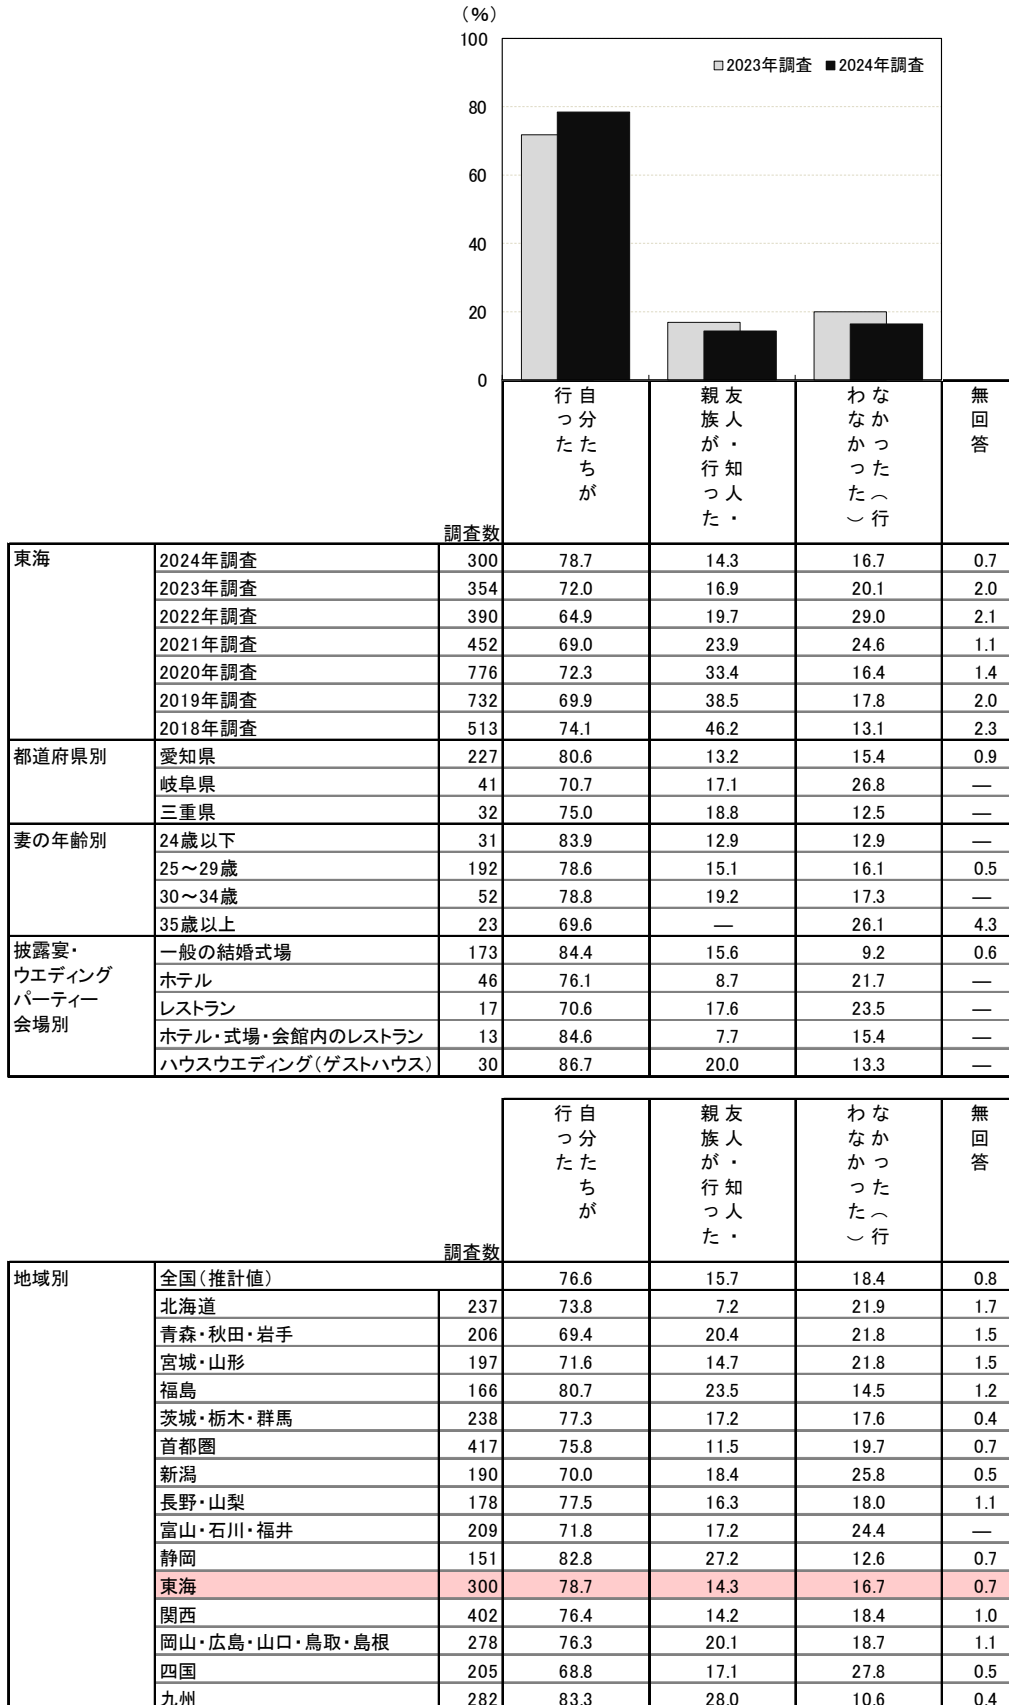 (%)
100
□2023年調査 ■2024年調査
80
60
40
20
0
自分たちが行った
友人・知人・親族が行った・
なかった(行わなかった)
無回答
調査数
東海 2024年調査 300 78.7 14.3 16.7 0.7
2023年調査 354 72.0 16.9 20.1 2.0
2022年調査 390 64.9 19.7 29.0 2.1
2021年調査 452 69.0 23.9 24.6 1.1
2020年調査 776 72.3 33.4 16.4 1.4
2019年調査 732 69.9 38.5 17.8 2.0
2018年調査 513 74.1 46.2 13.1 2.3
都道府県別 愛知県 227 80.6 13.2 15.4 0.9
岐阜県 41 70.7 17.1 26.8 ―
三重県 32 75.0 18.8 12.5 ―
妻の年齢別 24歳以下 31 83.9 12.9 12.9 ―
25～29歳 192 78.6 15.1 16.1 0.5
30～34歳 52 78.8 19.2 17.3 ―
35歳以上 23 69.6 ― 26.1 4.3
披露宴・ウエディングパーティー会場別 一般の結婚式場 173 84.4 15.6 9.2 0.6
ホテル 46 76.1 8.7 21.7 ―
レストラン 17 70.6 17.6 23.5 ―
ホテル・式場・会館内のレストラン 13 84.6 7.7 15.4 ―
ハウスウエディング(ゲストハウス) 30 86.7 20.0 13.3 ―
自分たちが行った
友人・知人・親族が行った・
なかった(行わなかった)
無回答
調査数
地域別 全国(推計値) 76.6 15.7 18.4 0.8
北海道 237 73.8 7.2 21.9 1.7
青森・秋田・岩手 206 69.4 20.4 21.8 1.5
宮城・山形 197 71.6 14.7 21.8 1.5
福島 166 80.7 23.5 14.5 1.2
茨城・栃木・群馬 238 77.3 17.2 17.6 0.4
首都圏 417 75.8 11.5 19.7 0.7
新潟 190 70.0 18.4 25.8 0.5
長野・山梨 178 77.5 16.3 18.0 1.1
富山・石川・福井 209 71.8 17.2 24.4 ―
静岡 151 82.8 27.2 12.6 0.7
東海 300 78.7 14.3 16.7 0.7
関西 402 76.4 14.2 18.4 1.0
岡山・広島・山口・鳥取・島根 278 76.3 20.1 18.7 1.1
四国 205 68.8 17.1 27.8 0.5
九州 282 83.3 28.0 10.6 0.4